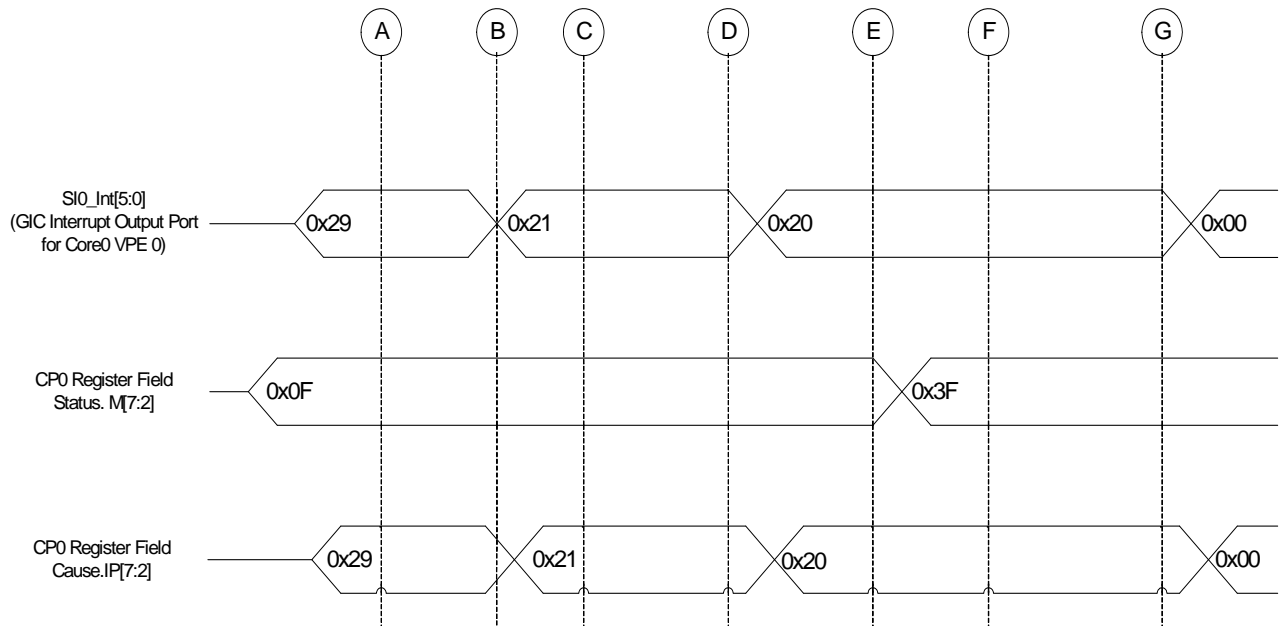 A B C D E F G
SI0_Int[5:0]
(GIC Interrupt Output Port
for Core0 VPE 0)
0x29 0x21 0x20 0x00
CP0 Register Field
Status. M[7:2]
0x0F 0x3F
CP0 Register Field
Cause.IP[7:2]
0x29 0x21 0x20 0x00